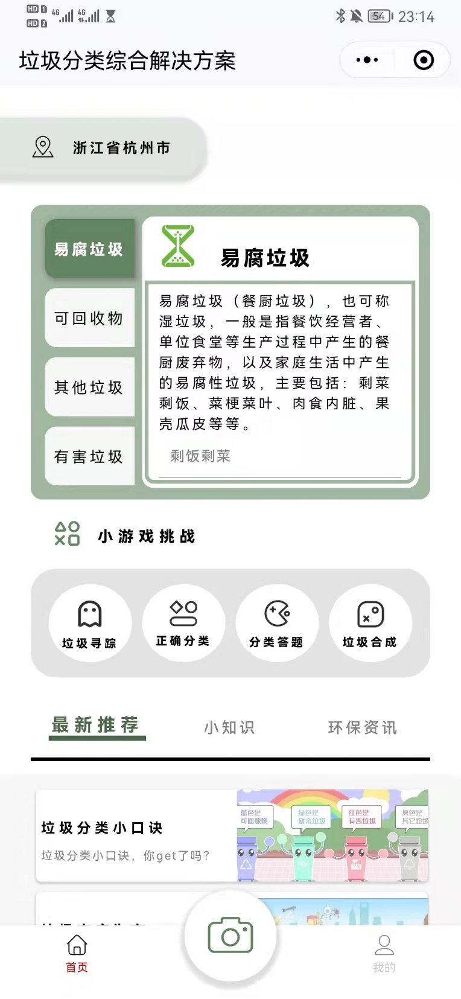 HD 1 4G 4G
HD 2
54 23:14
垃圾分类综合解决方案
浙江省杭州市
易腐垃圾
可回收物
其他垃圾
有害垃圾
易腐垃圾
易腐垃圾（餐厨垃圾），也可称
湿垃圾，一般是指餐饮经营者、
单位食堂等生产过程中产生的餐
厨废弃物，以及家庭生活中产生
的易腐性垃圾，主要包括：剩菜
剩饭、菜梗菜叶、肉食内脏、果
壳瓜皮等等。
剩饭剩菜
小游戏挑战
垃圾寻踪
正确分类
分类答题
垃圾合成
最新推荐
小知识
环保资讯
垃圾分类小口诀
垃圾分类小口诀，你get了吗?
蓝色是
可回收物
绿色是
厨余垃圾
红色是
有害垃圾
灰色是
其它垃圾
首页
我的